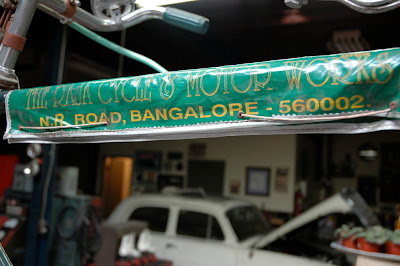 THE RAJA CYCLE & MOTOR WORKS
N.R. ROAD, BANGALORE - 560002.